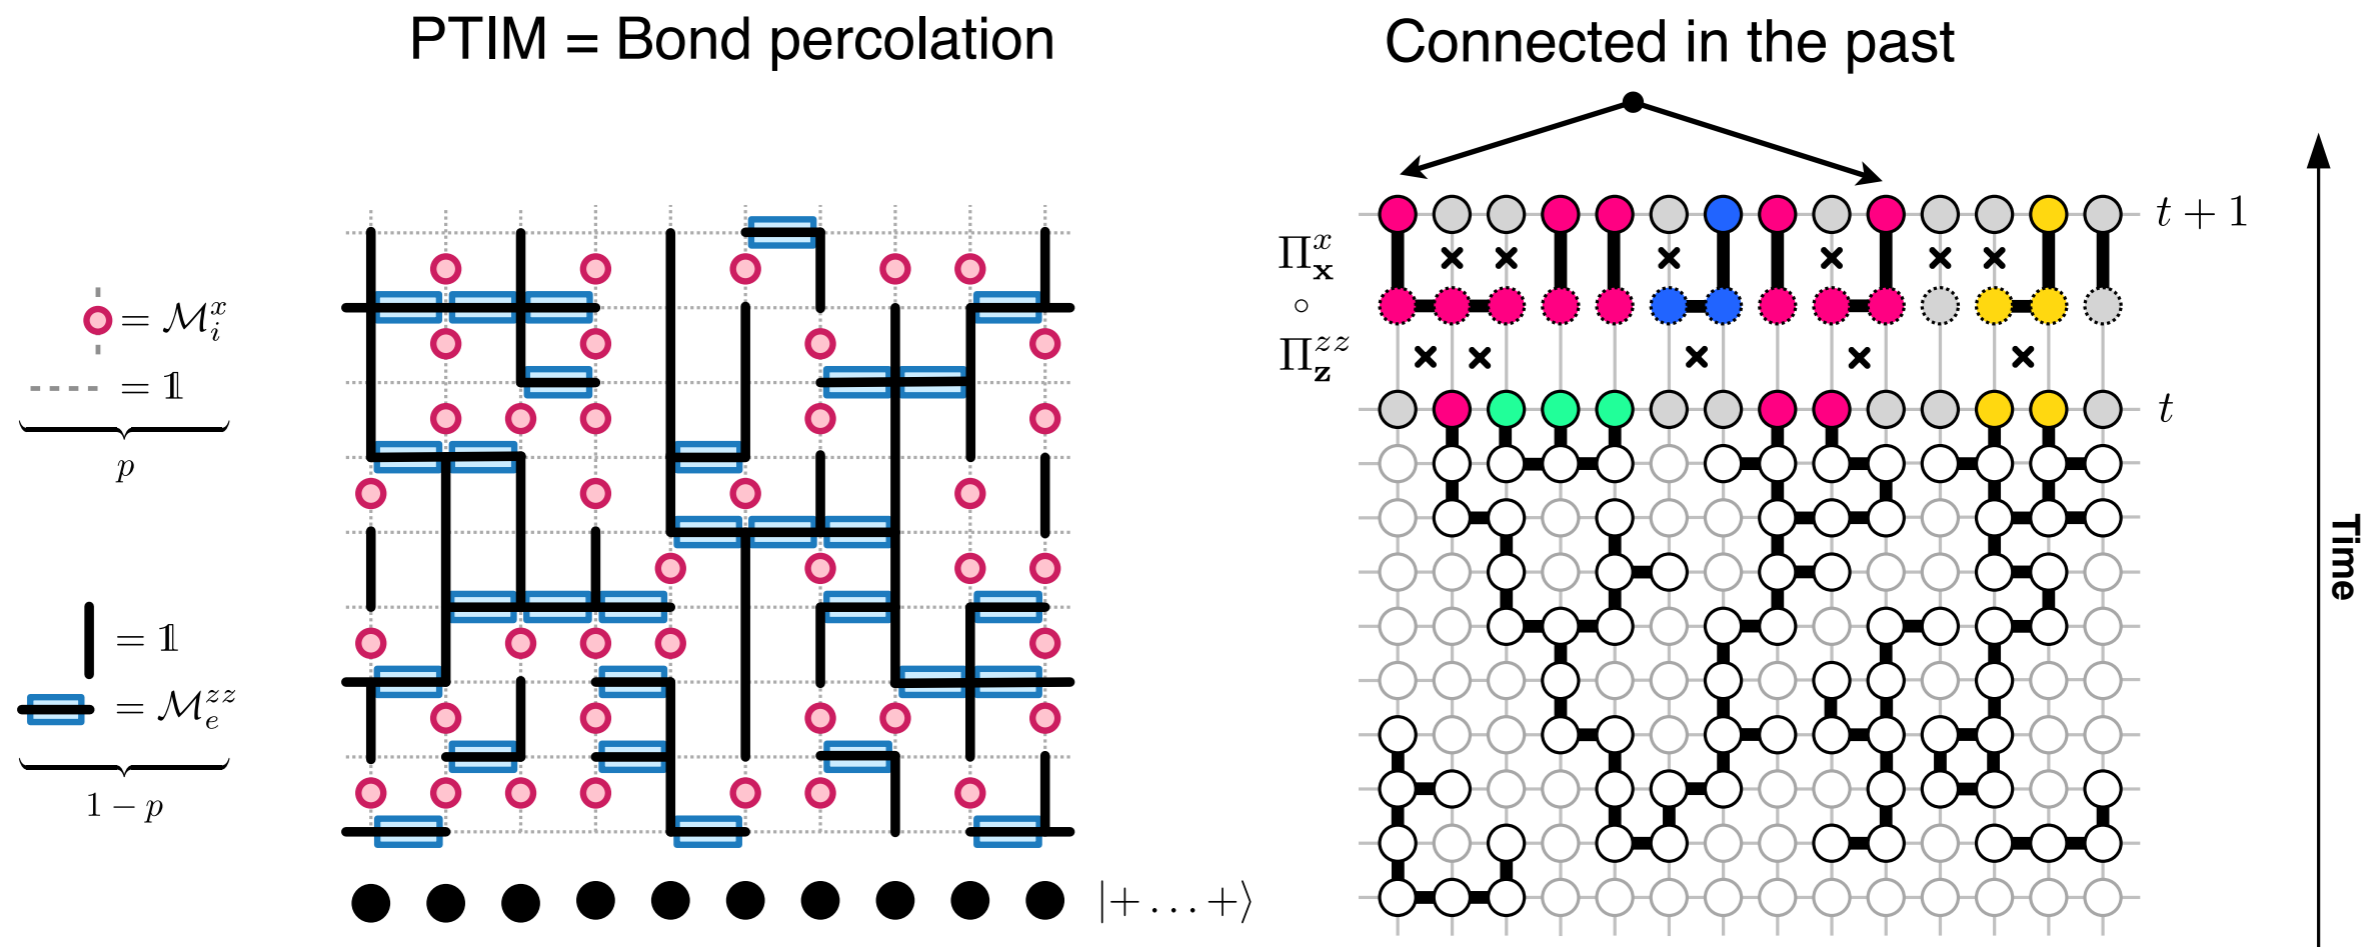 PTIM = Bond percolation
Connected in the past
= ℳᵢˣ
= 𝟙
p
= 𝟙
= ℳₑᶻᶻ
1 − p
|+ … +⟩
t + 1
Πₓˣ
∘
Π_z^{zz}
t
Time